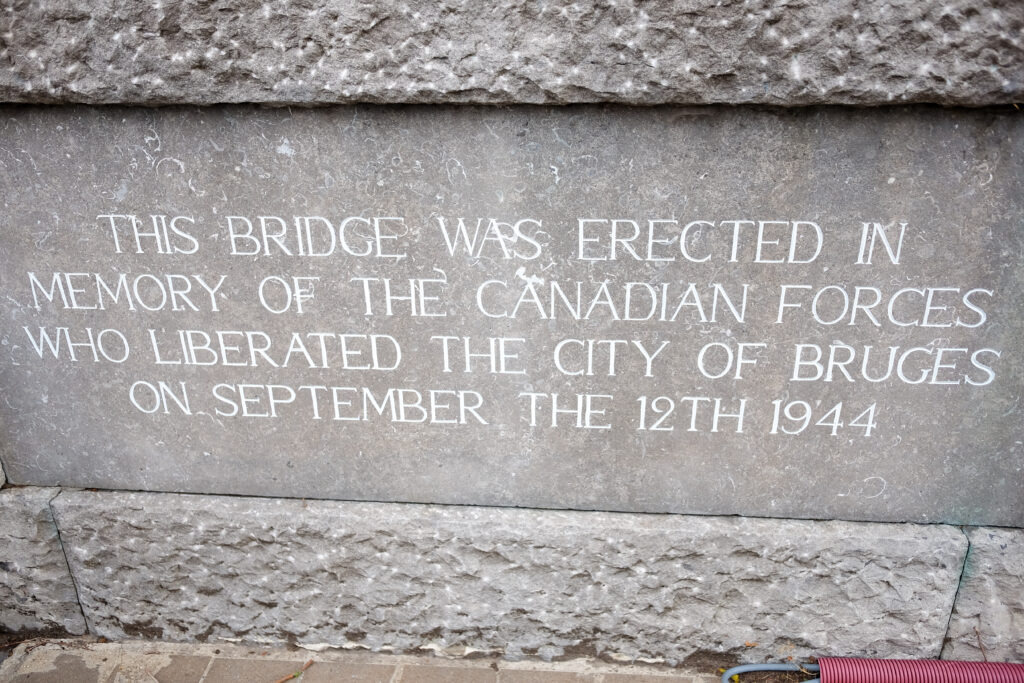 THIS BRIDGE WAS ERECTED IN
MEMORY OF THE CANADIAN FORCES
WHO LIBERATED THE CITY OF BRUGES
ON SEPTEMBER THE 12TH 1944